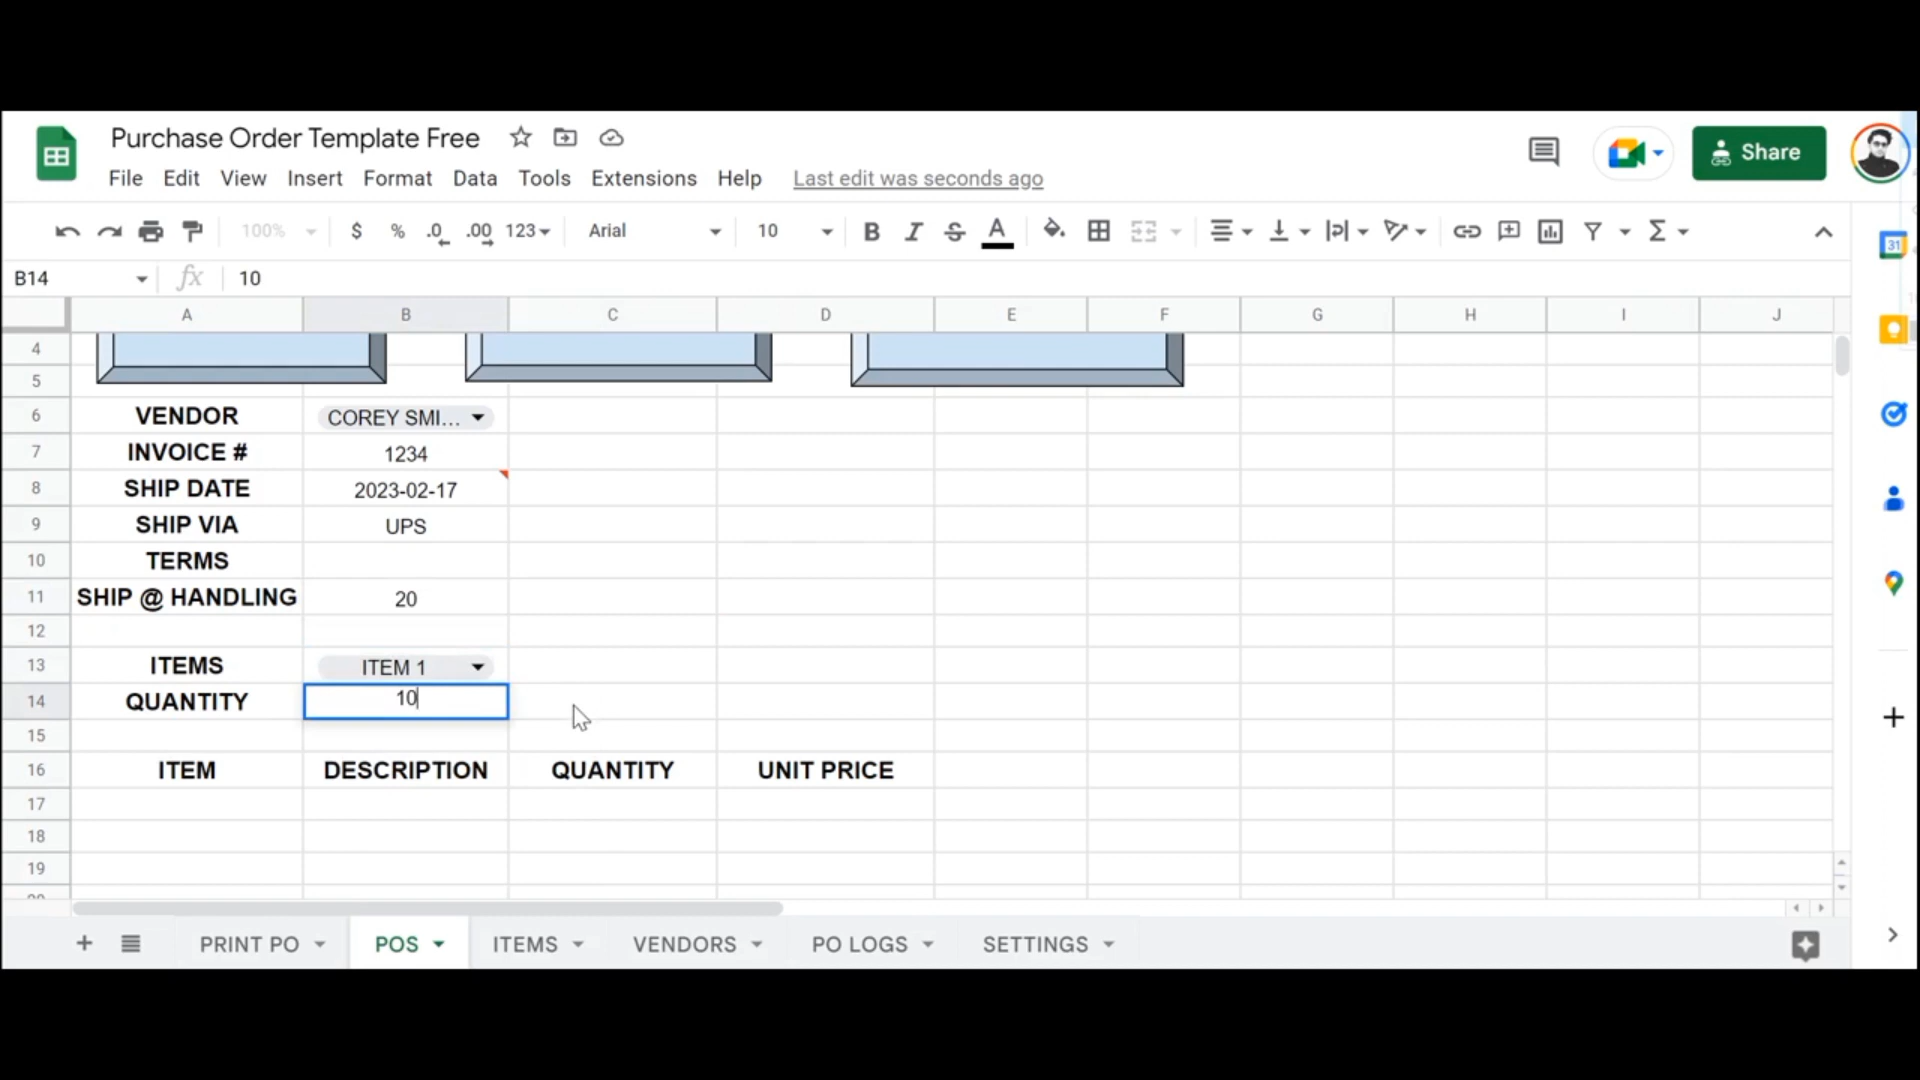 Purchase Order Template Free
Share
File Edit View Insert Format Data Tools Extensions Help Last edit was seconds ago
100% $ % .0 .00 123 Arial 10 B I S A
31
B14 fx 10
A B C D E F G H I J
4
5
6 VENDOR COREY SMI...
7 INVOICE # 1234
8 SHIP DATE 2023-02-17
9 SHIP VIA UPS
10 TERMS
11 SHIP @ HANDLING 20
12
13 ITEMS ITEM 1
14 QUANTITY 10
15
16 ITEM DESCRIPTION QUANTITY UNIT PRICE
17
18
19
PRINT PO POS ITEMS VENDORS PO LOGS SETTINGS